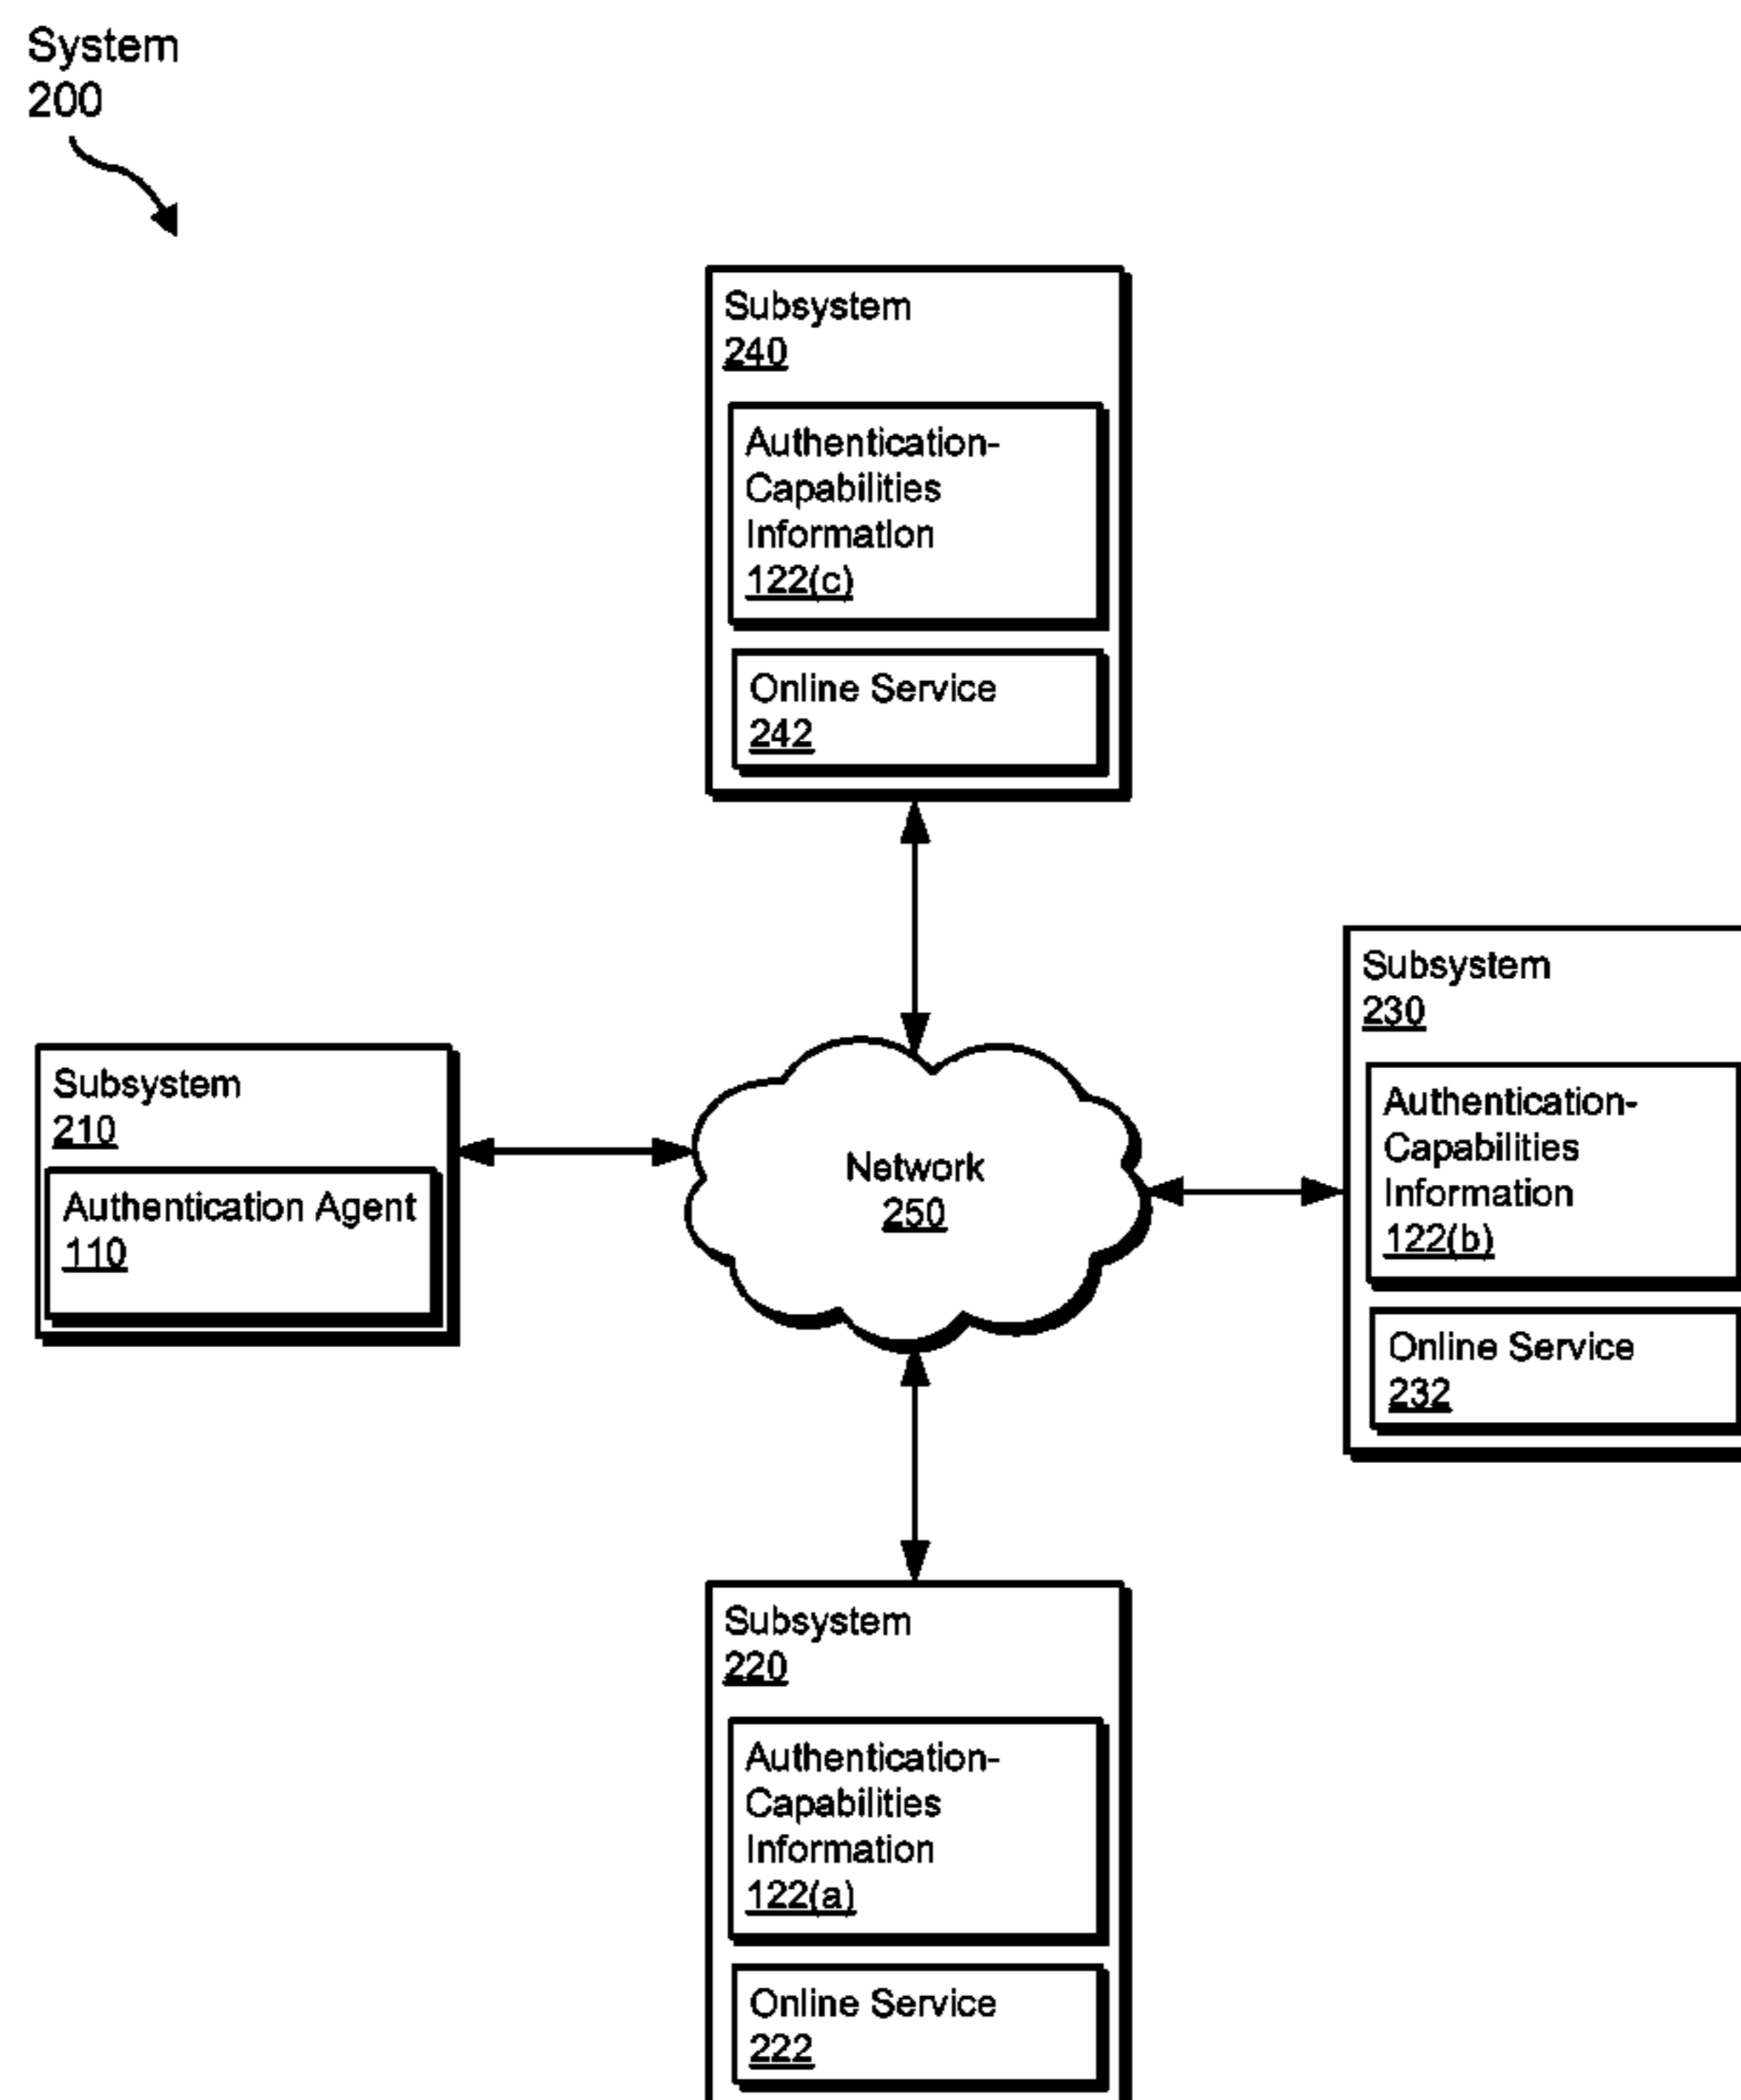 System
200
Subsystem
240
Authentication-
Capabilities
Information
122(c)
Online Service
242
Subsystem
230
Authentication-
Capabilities
Information
122(b)
Online Service
232
Subsystem
210
Authentication Agent
110
Network
250
Subsystem
220
Authentication-
Capabilities
Information
122(a)
Online Service
222